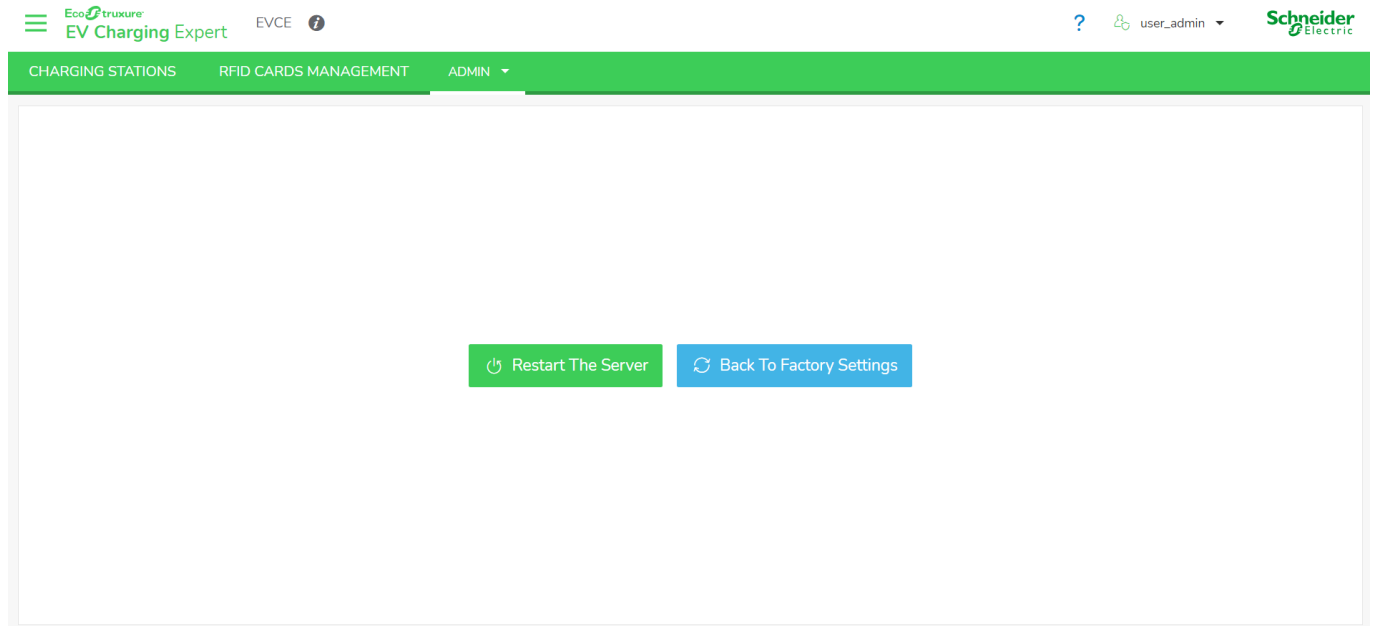 EcoStruxure
EV Charging Expert
EVCE
? user_admin
Schneider
Electric
CHARGING STATIONS RFID CARDS MANAGEMENT ADMIN
Restart The Server Back To Factory Settings